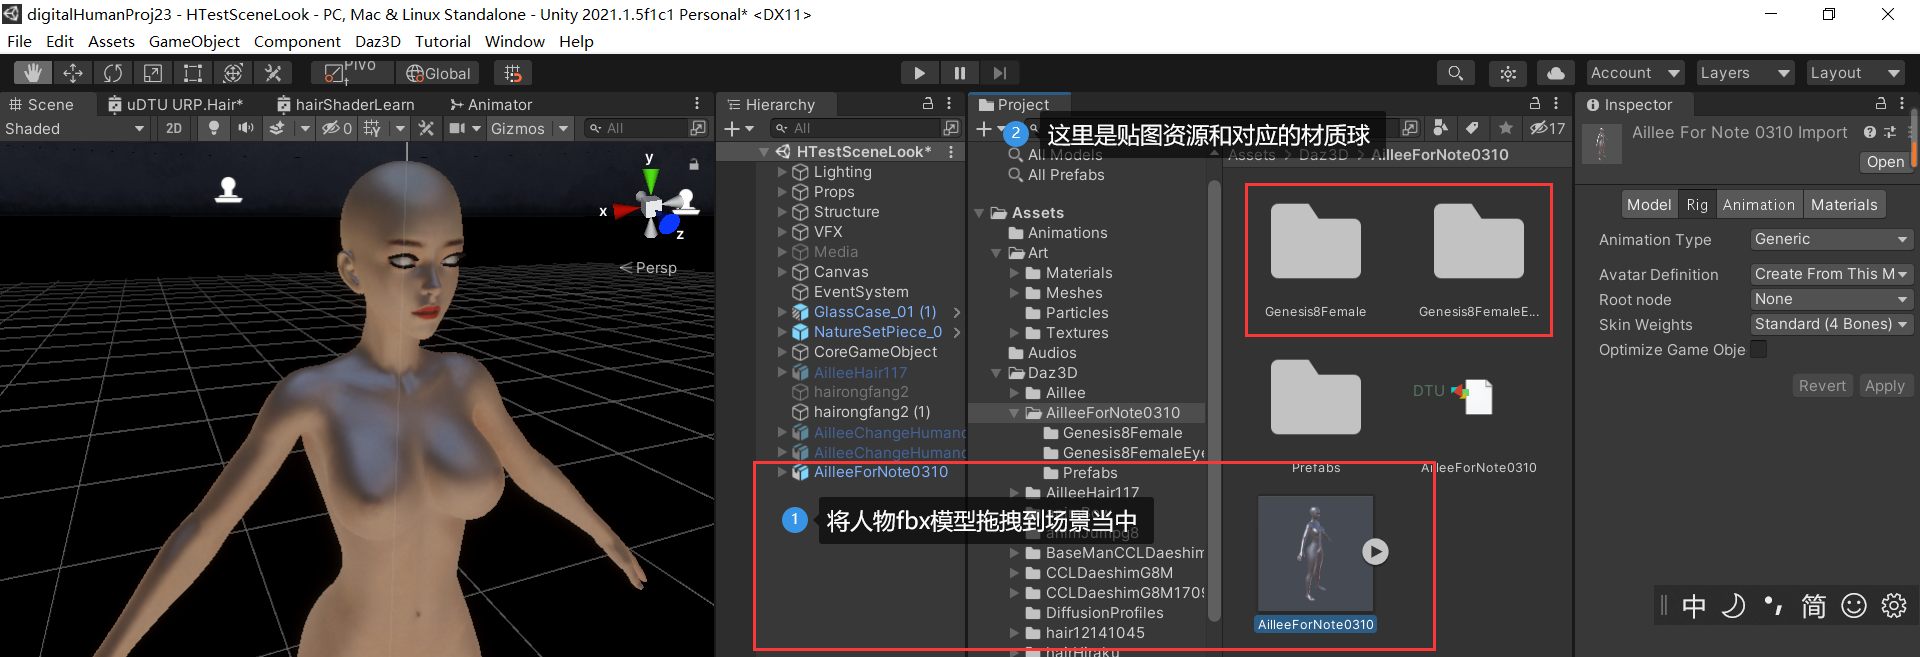 digitalHumanProj23 - HTestSceneLook - PC, Mac & Linux Standalone - Unity 2021.1.5f1c1 Personal* <DX11>
File Edit Assets GameObject Component Daz3D Tutorial Window Help
Pivo
t
Global
Account
Layers
Layout
Scene
uDTU URP.Hair*
hairShaderLearn
Animator
Shaded
2D
0
Gizmos
All
y
x
z
Persp
Hierarchy
All
HTestSceneLook*
Lighting
Props
Structure
VFX
Media
Canvas
EventSystem
GlassCase_01 (1)
NatureSetPiece_0
CoreGameObject
AilleeHair117
hairongfang2
hairongfang2 (1)
AilleeChangeHumano
AilleeChangeHumano
AilleeForNote0310
1 将人物fbx模型拖拽到场景当中
Project
2 这里是贴图资源和对应的材质球
17
All Models
All Prefabs
Assets
Animations
Art
Materials
Meshes
Particles
Textures
Audios
Daz3D
Aillee
AilleeForNote0310
Genesis8Female
Genesis8FemaleEye
Prefabs
AilleeHair117
BaseManCCLDaeshim
CCLDaeshimG8M
CCLDaeshimG8M1709
DiffusionProfiles
hair12141045
hairHiraku
Assets > Daz3D > AilleeForNote0310
Genesis8Female
Genesis8FemaleE...
Prefabs
DTU
AilleeForNote0310
AilleeForNote0310
Inspector
Aillee For Note 0310 Import
Open
Model Rig Animation Materials
Animation Type Generic
Avatar Definition Create From This M
Root node None
Skin Weights Standard (4 Bones)
Optimize Game Obje
Revert Apply
中 简